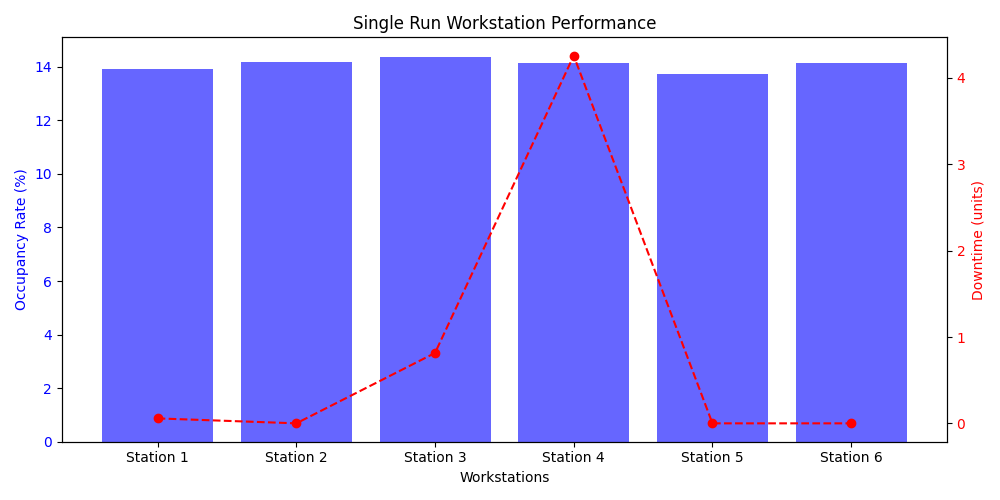 Single Run Workstation Performance
Occupancy Rate (%)
14
12
10
8
6
4
2
0
4
3
2
1
0
Downtime (units)
Station 1 Station 2 Station 3 Station 4 Station 5 Station 6
Workstations